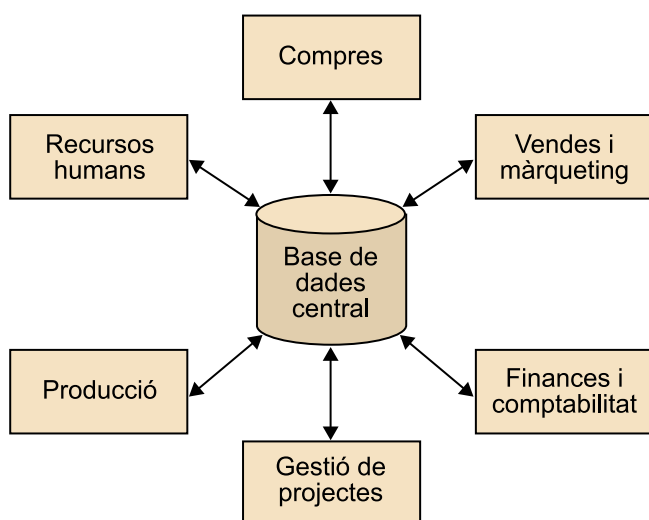 Compres
Recursos
humans
Vendes i
màrqueting
Base de
dades
central
Producció
Finances i
comptabilitat
Gestió de
projectes